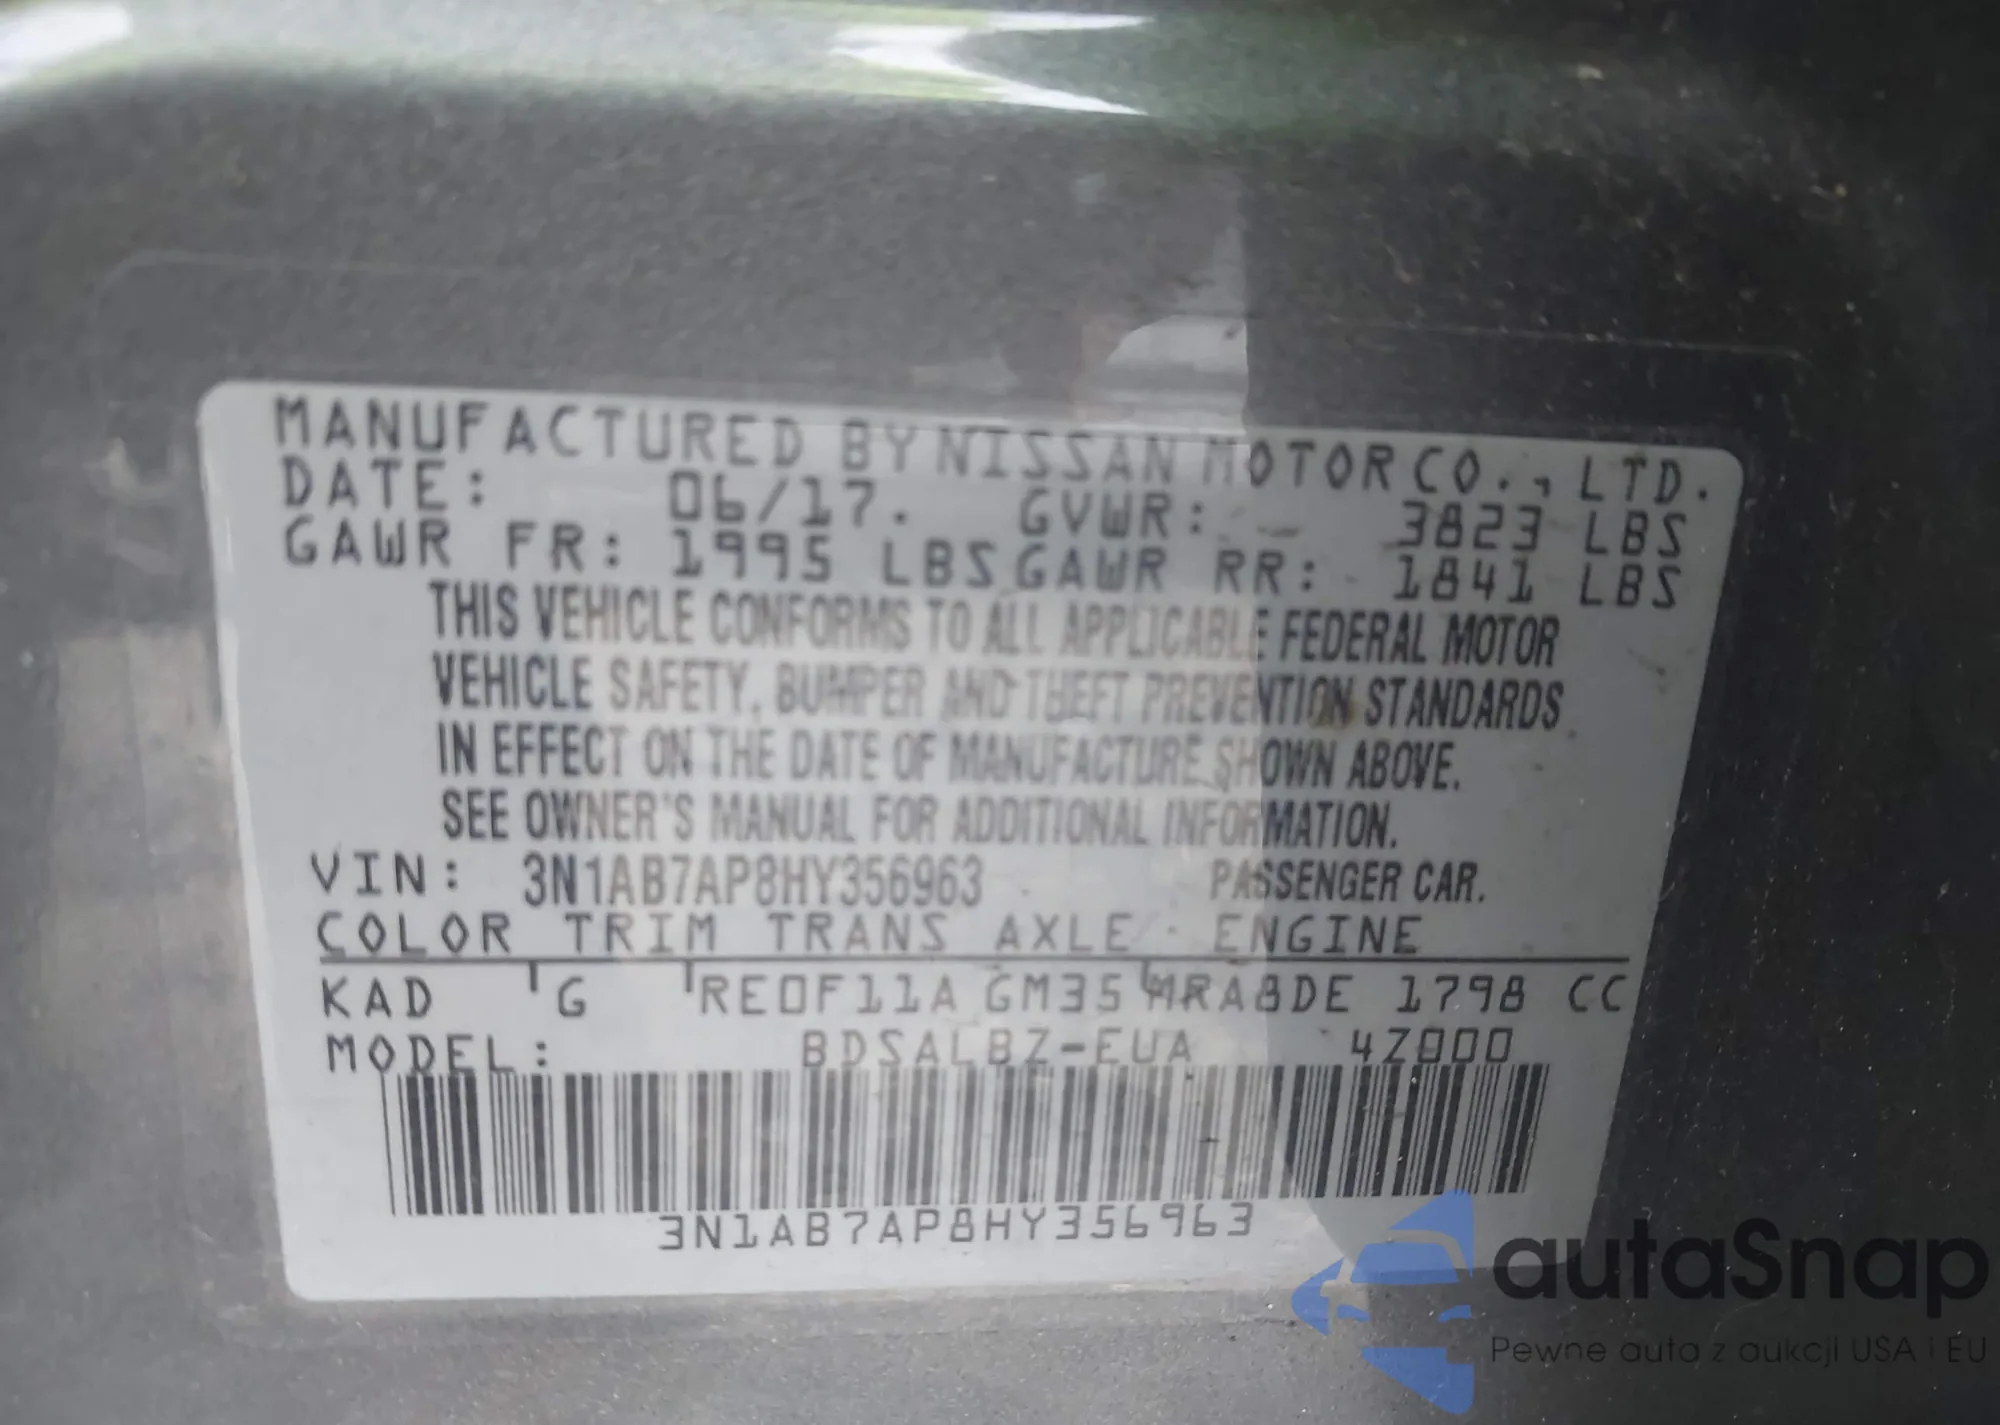 MANUFACTURED BY NISSAN MOTOR CO., LTD.
DATE: 06/17. GVWR: 3823 LBS
GAWR FR: 1995 LBS GAWR RR: 1841 LBS
THIS VEHICLE CONFORMS TO ALL APPLICABLE FEDERAL MOTOR
VEHICLE SAFETY, BUMPER AND THEFT PREVENTION STANDARDS
IN EFFECT ON THE DATE OF MANUFACTURE SHOWN ABOVE.
SEE OWNER'S MANUAL FOR ADDITIONAL INFORMATION.
VIN: 3N1AB7AP8HY356963 PASSENGER CAR.
COLOR TRIM TRANS AXLE ENGINE
KAD G RE0F11A GM35 MRA8DE 1798 CC
MODEL: BDSALBZ-EUA 4Z000
3N1AB7AP8HY356963
autaSnap
Pewne auta z aukcji USA i EU